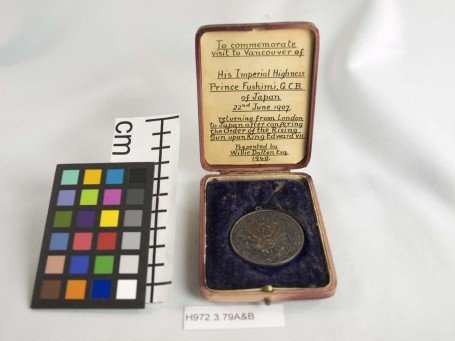 To commemorate
visit to Vancouver of
His Imperial Highness
Prince Fushimi, G.C.B.
of Japan
22nd June 1907,
returning from London
to Japan after confering
the Order of the Rising
Sun upon King Edward VII.
Presented by
Willie Dalton Esq.
cm
H972.3.79A&B